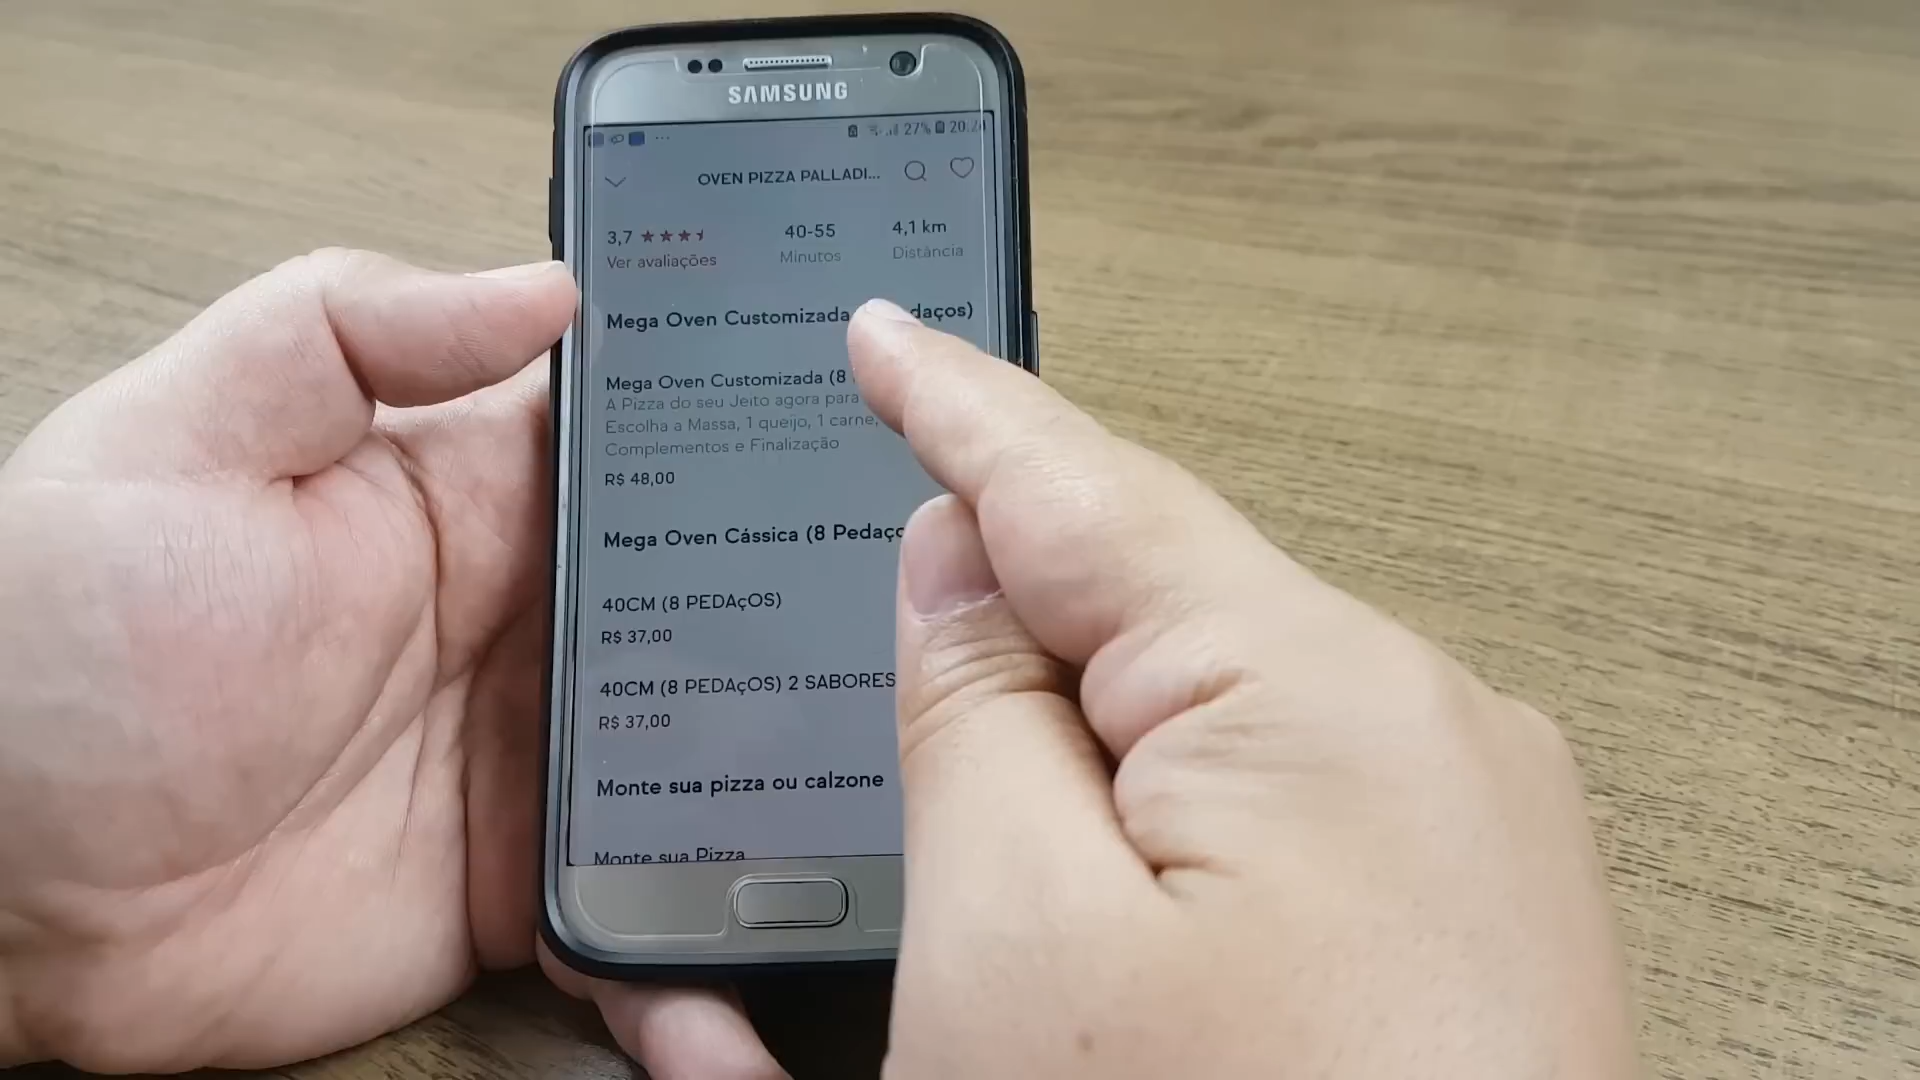 SAMSUNG
27% 20:24
OVEN PIZZA PALLADI...
3,7 40-55 4,1 km
Ver avaliações Minutos Distância
Mega Oven Customizada daços)
Mega Oven Customizada (8
A Pizza do seu Jeito agora para
Escolha a Massa, 1 queijo, 1 carne,
Complementos e Finalização
R$ 48,00
Mega Oven Cássica (8 Pedaço
40CM (8 PEDAçOS)
R$ 37,00
40CM (8 PEDAçOS) 2 SABORES
R$ 37,00
Monte sua pizza ou calzone
Monte sua Pizza